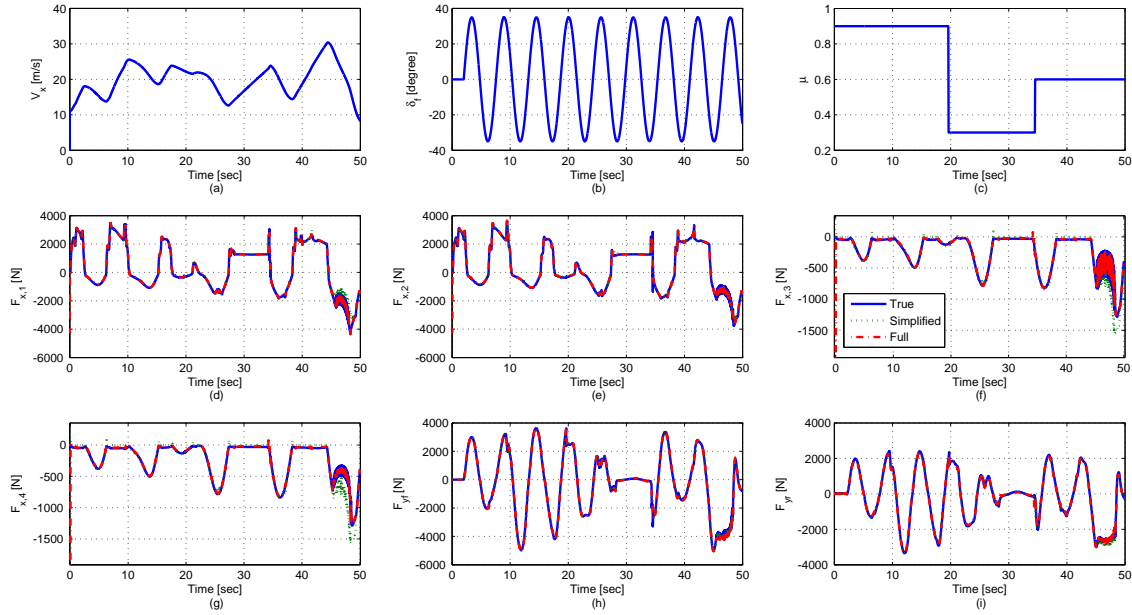 40
30
20
10
0
V_x [m/s]
0 10 20 30 40 50
Time [sec]
(a)
40
20
0
-20
-40
δ_f [degree]
0 10 20 30 40 50
Time [sec]
(b)
1
0.8
0.6
0.4
0.2
μ
0 10 20 30 40 50
Time [sec]
(c)
4000
2000
0
-2000
-4000
-6000
F_x,1 [N]
0 10 20 30 40 50
Time [sec]
(d)
4000
2000
0
-2000
-4000
-6000
F_x,2 [N]
0 10 20 30 40 50
Time [sec]
(e)
0
-500
-1000
-1500
F_x,3 [N]
True
Simplified
Full
0 10 20 30 40 50
Time [sec]
(f)
0
-500
-1000
-1500
F_x,4 [N]
0 10 20 30 40 50
Time [sec]
(g)
4000
2000
0
-2000
-4000
-6000
F_yf [N]
0 10 20 30 40 50
Time [sec]
(h)
4000
2000
0
-2000
-4000
F_yr [N]
0 10 20 30 40 50
Time [sec]
(i)